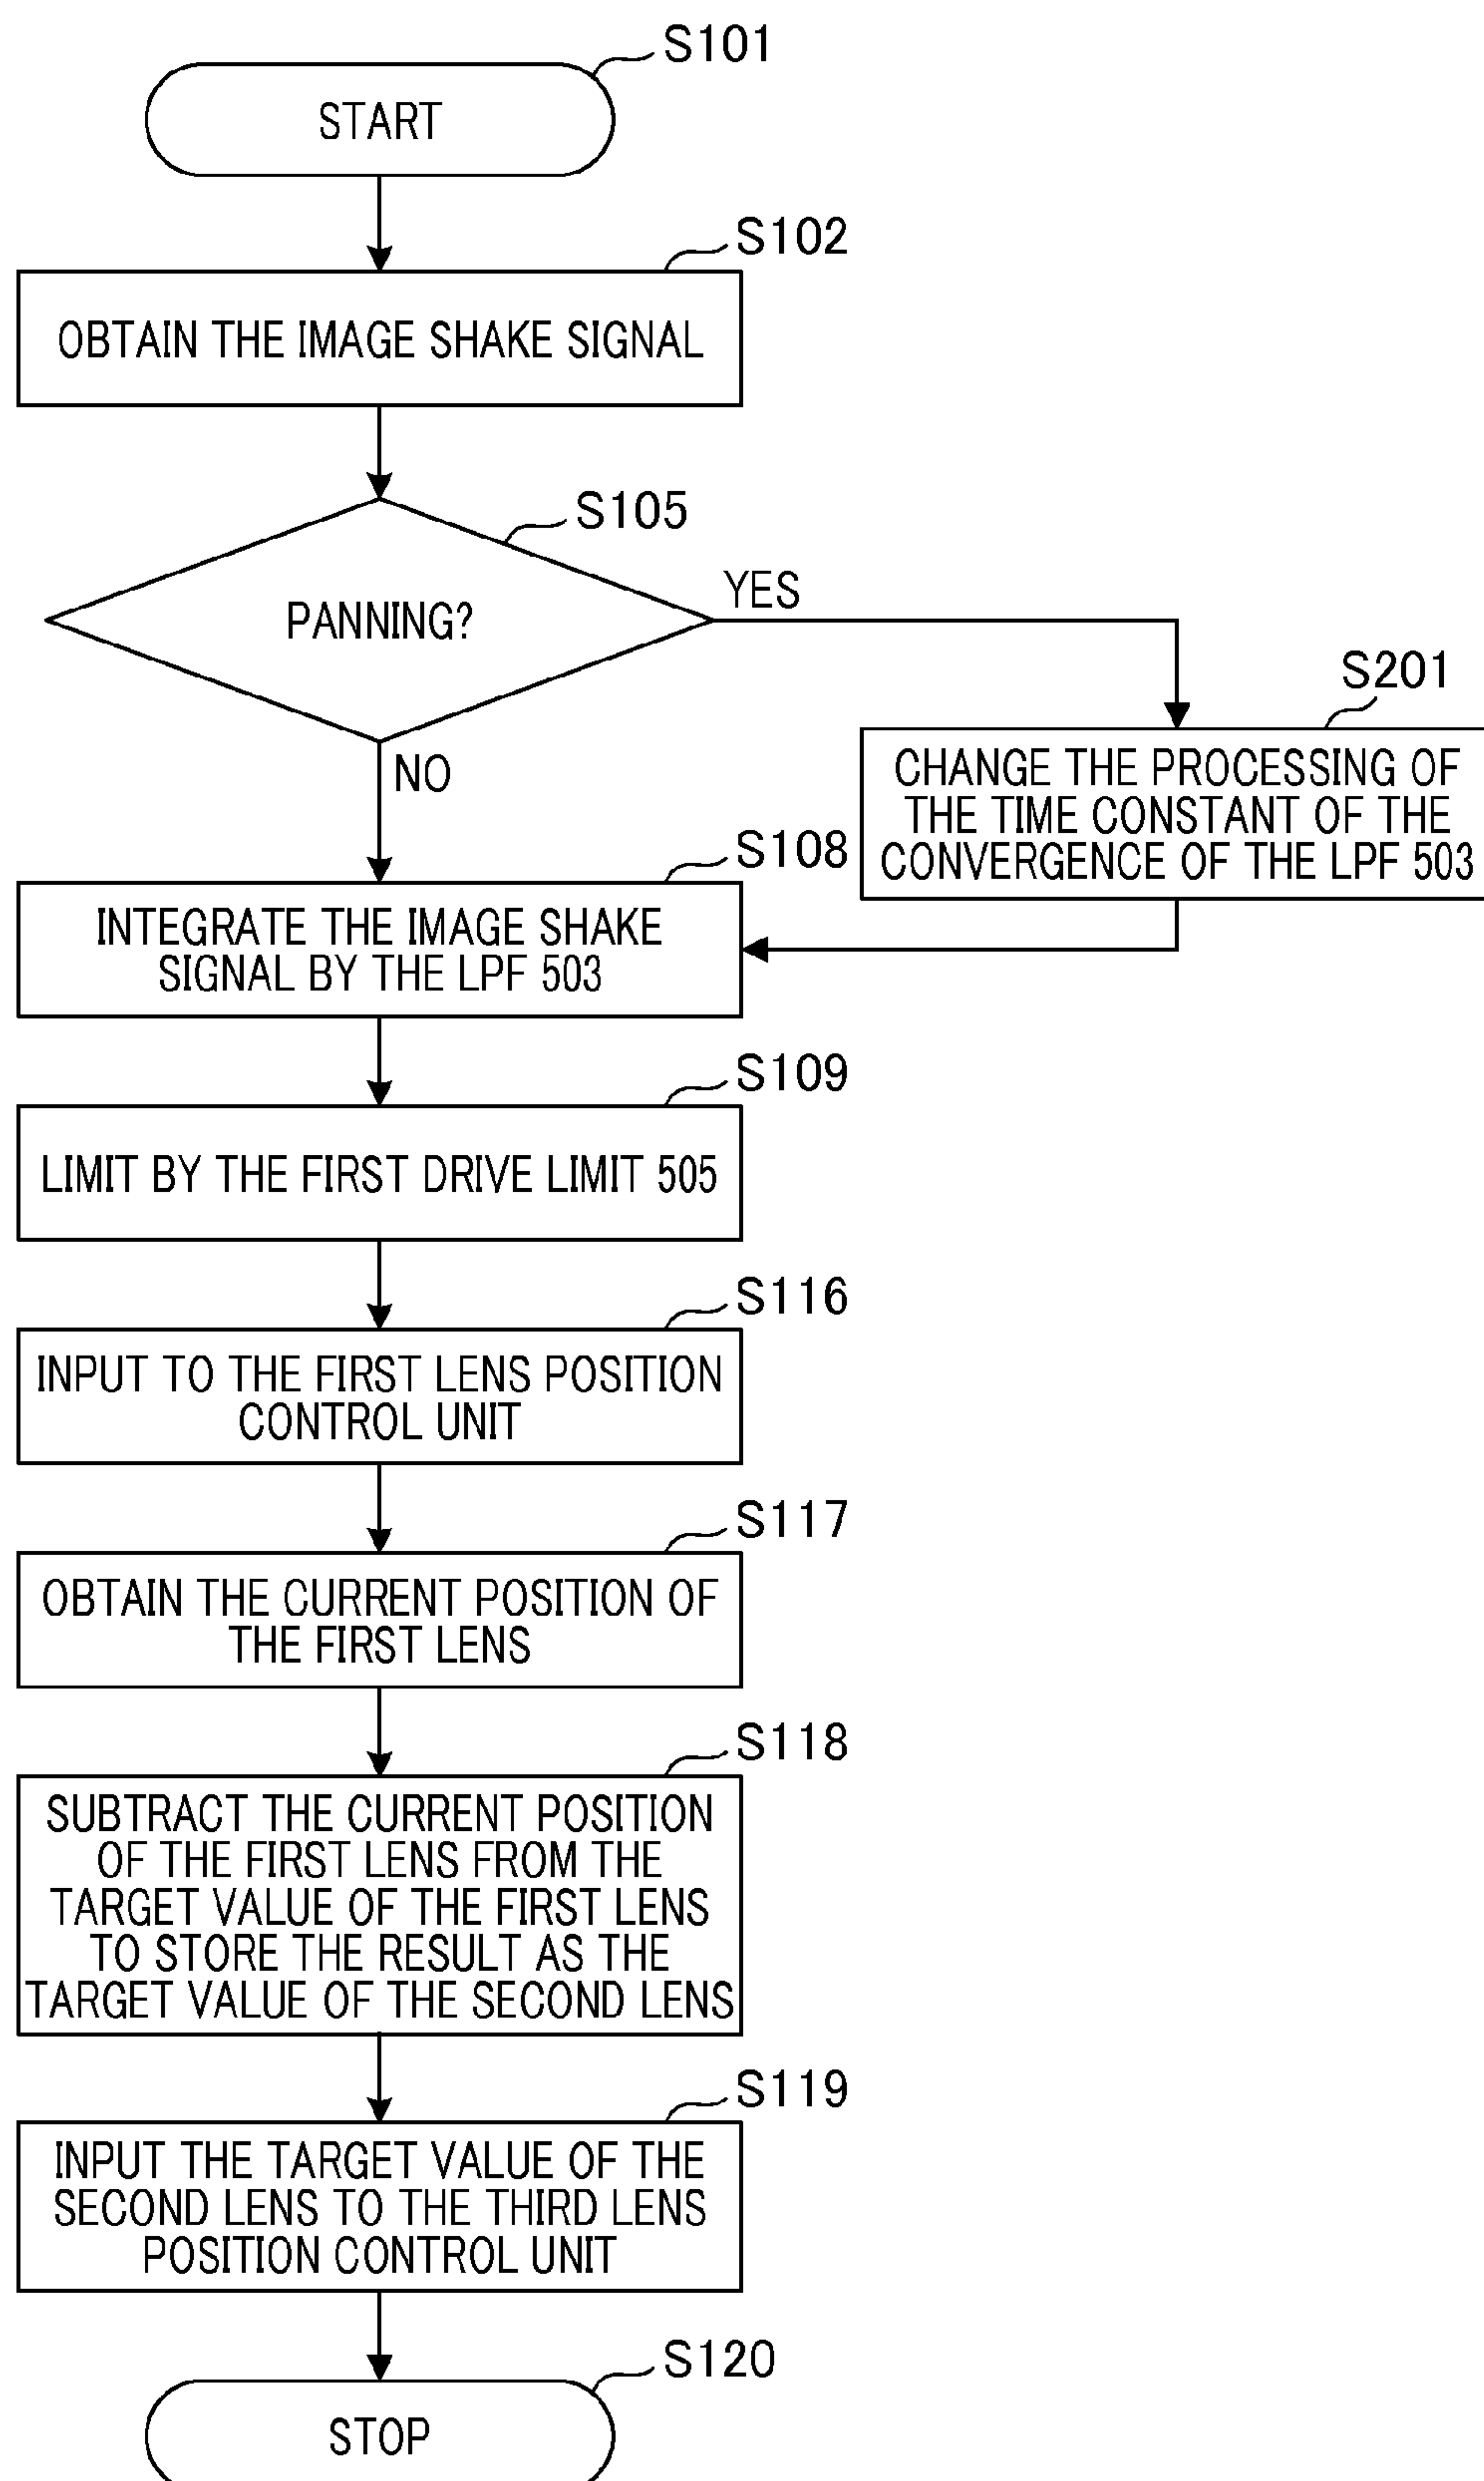 S101
START
S102
OBTAIN THE IMAGE SHAKE SIGNAL
S105
PANNING?
YES
NO
S201
CHANGE THE PROCESSING OF
THE TIME CONSTANT OF THE
CONVERGENCE OF THE LPF 503
S108
INTEGRATE THE IMAGE SHAKE
SIGNAL BY THE LPF 503
S109
LIMIT BY THE FIRST DRIVE LIMIT 505
S116
INPUT TO THE FIRST LENS POSITION
CONTROL UNIT
S117
OBTAIN THE CURRENT POSITION OF
THE FIRST LENS
S118
SUBTRACT THE CURRENT POSITION
OF THE FIRST LENS FROM THE
TARGET VALUE OF THE FIRST LENS
TO STORE THE RESULT AS THE
TARGET VALUE OF THE SECOND LENS
S119
INPUT THE TARGET VALUE OF THE
SECOND LENS TO THE THIRD LENS
POSITION CONTROL UNIT
S120
STOP